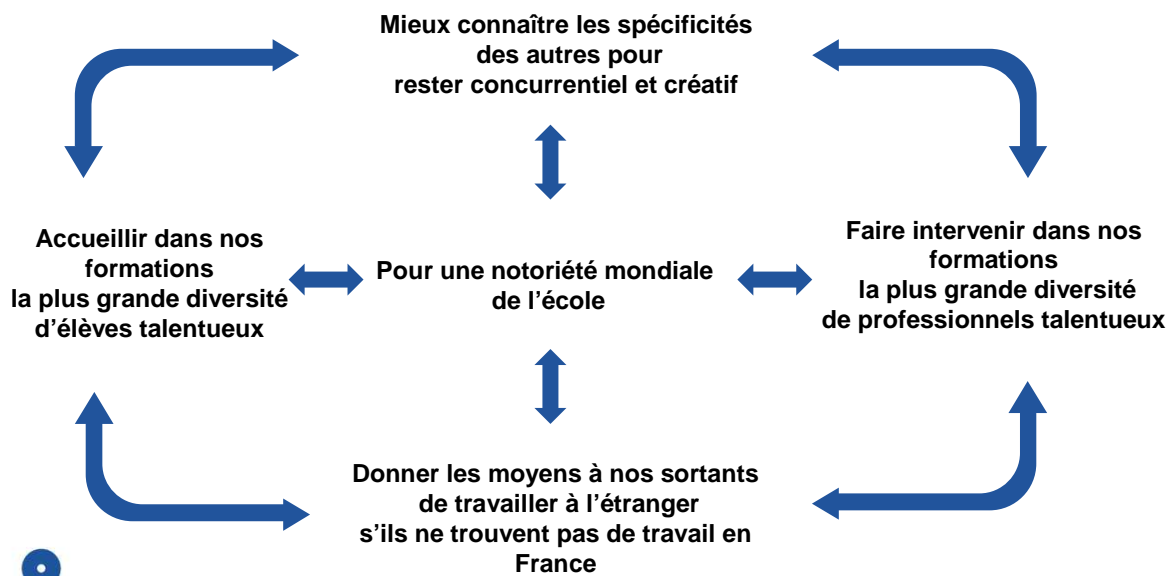 Mieux connaître les spécificités
des autres pour
rester concurrentiel et créatif
Accueillir dans nos
formations
la plus grande diversité
d’élèves talentueux
Pour une notoriété mondiale
de l’école
Faire intervenir dans nos
formations
la plus grande diversité
de professionnels talentueux
Donner les moyens à nos sortants
de travailler à l’étranger
s’ils ne trouvent pas de travail en
France